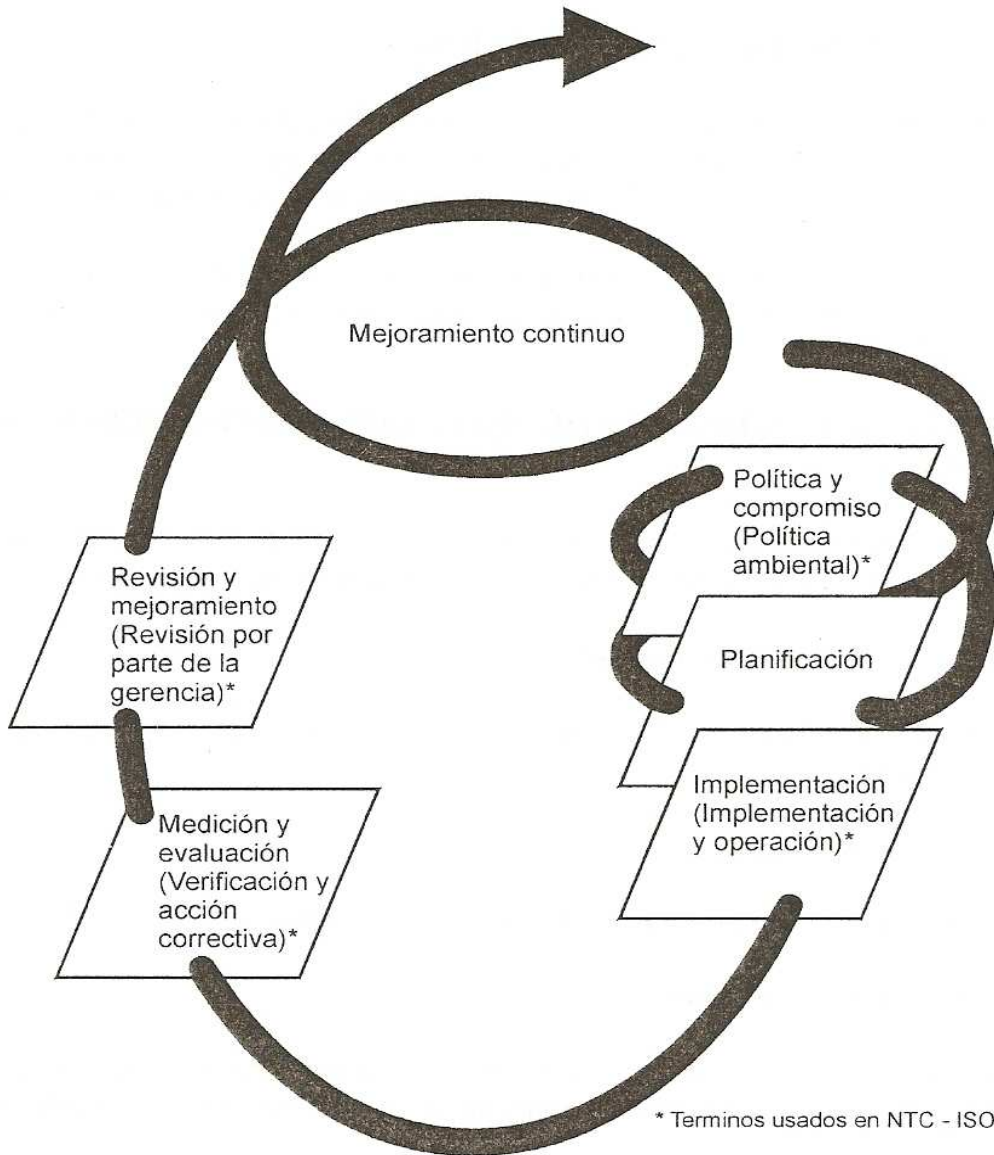 Mejoramiento continuo
Política y
compromiso
(Política
ambiental)*
Planificación
Implementación
(Implementación
y operación)*
Medición y
evaluación
(Verificación y
acción
correctiva)*
Revisión y
mejoramiento
(Revisión por
parte de la
gerencia)*
* Terminos usados en NTC - ISO